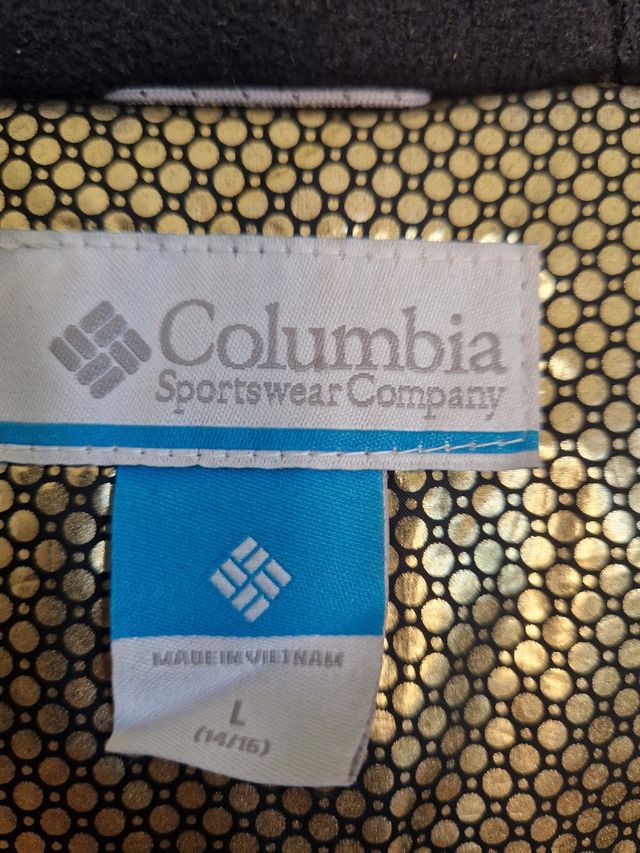 Columbia
Sportswear Company
MADE IN VIETNAM
L
(14/16)